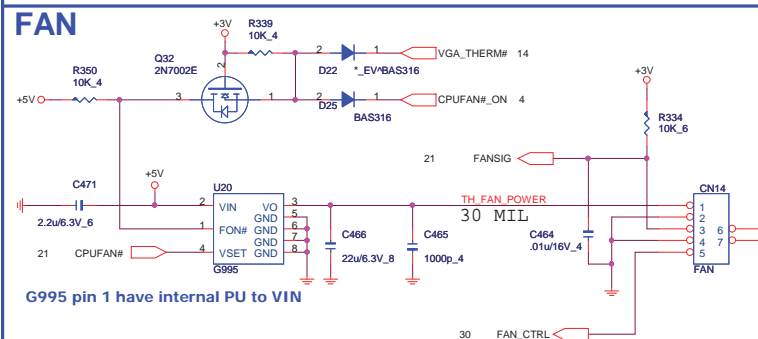 FAN
+3V
R339
10K_4
Q32
2N7002E
2
2
1
VGA_THERM# 14
D22
*_EV^BAS316
R350
10K_4
+5V
3
1
2
1
CPUFAN#_ON 4
D25
BAS316
+3V
R334
10K_6
21 FANSIG
C471
2.2u/6.3V_6
+5V
U20
2 VIN VO 3
GND 5
1 FON# GND 6
GND 7
4 VSET GND 8
G995
21 CPUFAN#
C466
22u/6.3V_8
C465
1000p_4
TH_FAN_POWER
30 MIL
C464
.01u/16V_4
CN14
1
2
3 6
4 7
5
FAN
G995 pin 1 have internal PU to VIN
30 FAN_CTRL